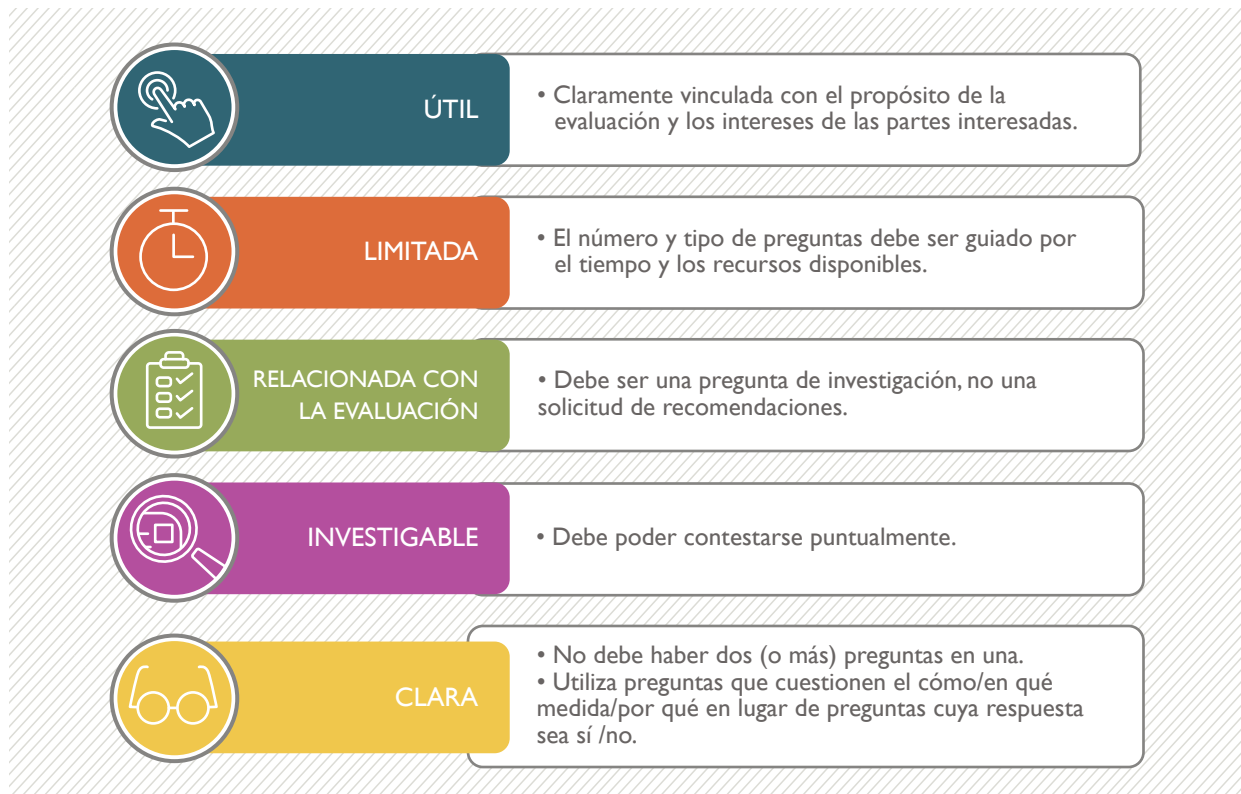 ÚTIL
• Claramente vinculada con el propósito de la
evaluación y los intereses de las partes interesadas.
LIMITADA
• El número y tipo de preguntas debe ser guiado por
el tiempo y los recursos disponibles.
RELACIONADA CON
LA EVALUACIÓN
• Debe ser una pregunta de investigación, no una
solicitud de recomendaciones.
INVESTIGABLE
• Debe poder contestarse puntualmente.
CLARA
• No debe haber dos (o más) preguntas en una.
• Utiliza preguntas que cuestionen el cómo/en qué
medida/por qué en lugar de preguntas cuya respuesta
sea sí /no.